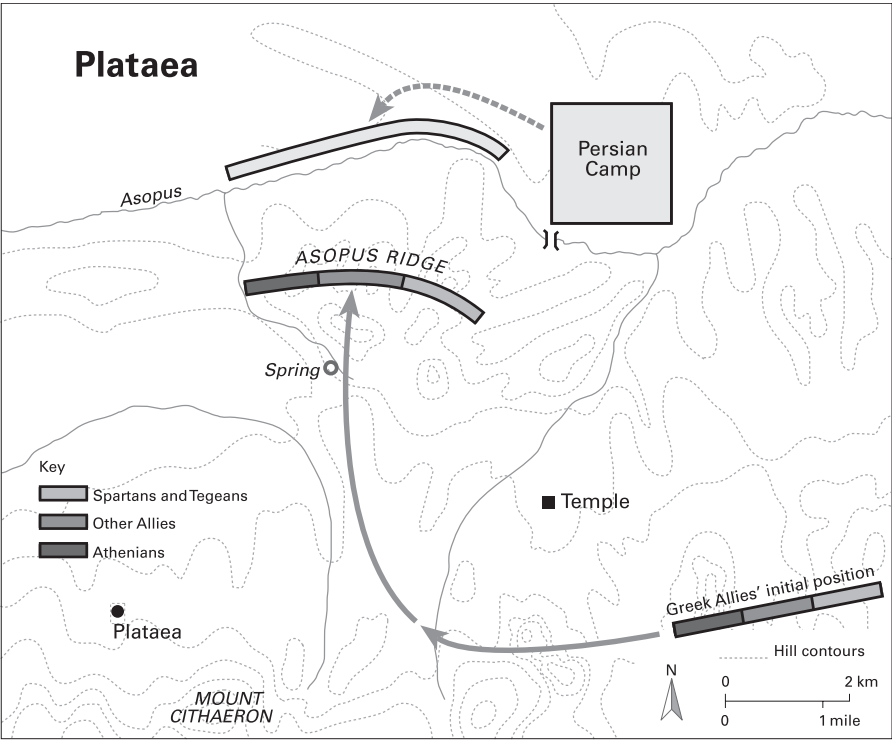 Plataea
Persian
Camp
Asopus
ASOPUS RIDGE
Spring
Key
Spartans and Tegeans
Other Allies
Athenians
Temple
Greek Allies' initial position
Plataea
Hill contours
MOUNT
CITHAERON
N
0 2 km
0 1 mile